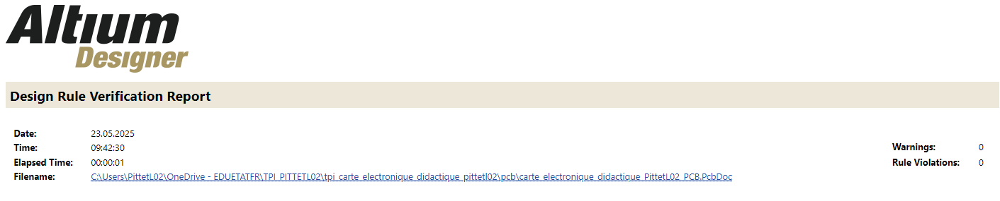 Altium
Designer
Design Rule Verification Report
Date: 23.05.2025
Time: 09:42:30 Warnings: 0
Elapsed Time: 00:00:01 Rule Violations: 0
Filename: C:\Users\PittetL02\OneDrive - EDUETATFR\TPI_PITTETL02\tpi_carte_electronique_didactique_pittetl02\pcb\carte_electronique_didactique_PittetL02_PCB.PcbDoc